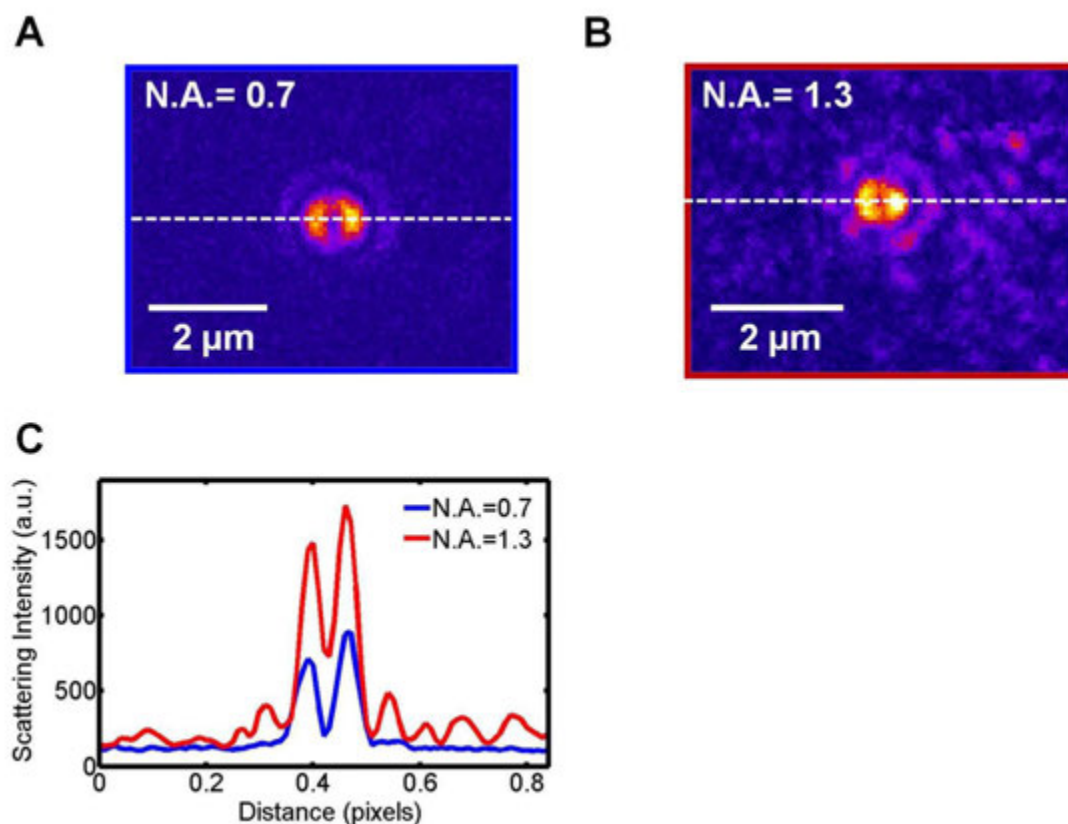 A
B
N.A.= 0.7
N.A.= 1.3
2 µm
2 µm
C
Scattering Intensity (a.u.)
1500
1000
500
0
N.A.=0.7
N.A.=1.3
0
0.2
0.4
0.6
0.8
Distance (pixels)